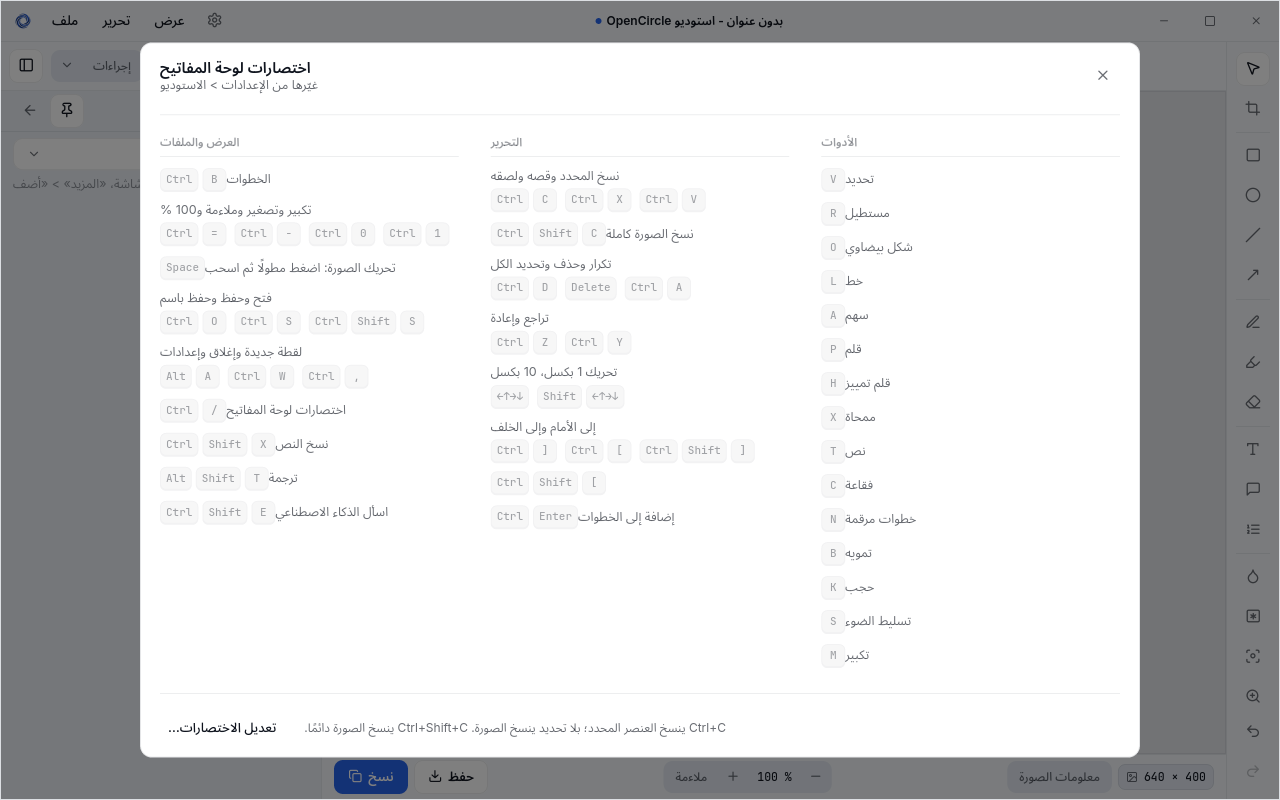 ملف
تحرير
عرض
بدون عنوان - استوديو OpenCircle
إجراءات
اختصارات لوحة المفاتيح
غيّرها من الإعدادات > الاستوديو
الأدوات
تحديد V
مستطيل R
شكل بيضاوي O
خط L
سهم A
قلم P
قلم تمييز H
ممحاة X
نص T
فقاعة C
خطوات مرقمة N
تمويه B
حجب K
تسليط الضوء S
تكبير M
التحرير
نسخ المحدد وقصه ولصقه
Ctrl C Ctrl X Ctrl V
نسخ الصورة كاملة Ctrl Shift C
تكرار وحذف وتحديد الكل
Ctrl D Delete Ctrl A
تراجع وإعادة
Ctrl Z Ctrl Y
تحريك 1 بكسل، 10 بكسل
←↑→↓ Shift ←↑→↓
إلى الأمام وإلى الخلف
Ctrl ] Ctrl [ Ctrl Shift ]
Ctrl Shift [
إضافة إلى الخطوات Ctrl Enter
العرض والملفات
الخطوات Ctrl B
تكبير وتصغير وملاءمة و100 %
Ctrl = Ctrl - Ctrl 0 Ctrl 1
تحريك الصورة: اضغط مطولًا ثم اسحب Space
فتح وحفظ وحفظ باسم
Ctrl O Ctrl S Ctrl Shift S
لقطة جديدة وإغلاق وإعدادات
Alt A Ctrl W Ctrl ,
اختصارات لوحة المفاتيح Ctrl /
نسخ النص Ctrl Shift X
ترجمة Alt Shift T
اسأل الذكاء الاصطناعي Ctrl Shift E
شاشة، «المزيد» > «أضف
Ctrl+C ينسخ العنصر المحدد؛ بلا تحديد ينسخ الصورة. Ctrl+Shift+C ينسخ الصورة دائمًا.
تعديل الاختصارات...
نسخ
حفظ
ملاءمة
100 %
معلومات الصورة
640 × 400